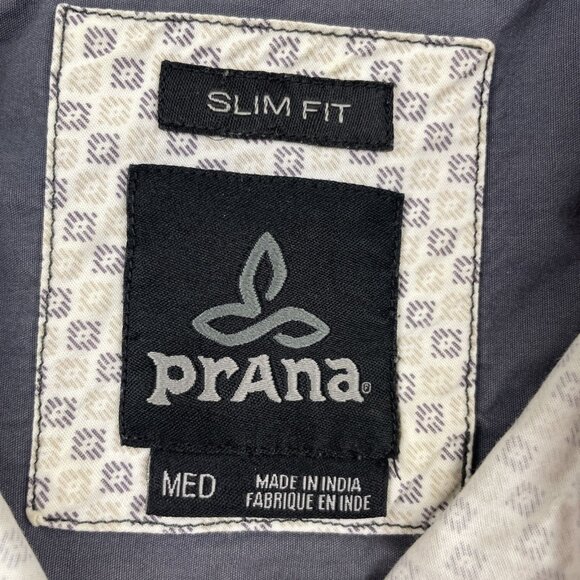 SLIM FIT
prAna®
MED
MADE IN INDIA
FABRIQUE EN INDE